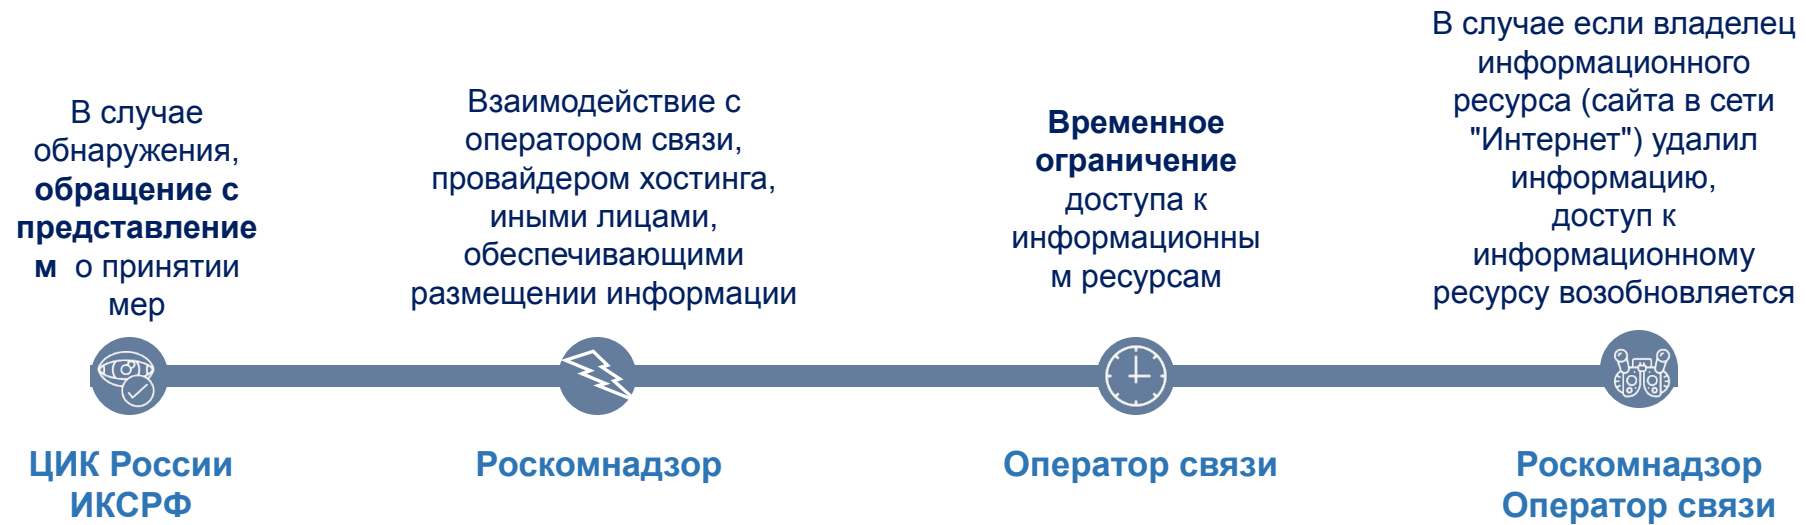 В случае
обнаружения,
обращение с
представление
м о принятии
мер
ЦИК России
ИКСРФ
Взаимодействие с
оператором связи,
провайдером хостинга,
иными лицами,
обеспечивающими
размещении информации
Роскомнадзор
Временное
ограничение
доступа к
информационны
м ресурсам
Оператор связи
В случае если владелец
информационного
ресурса (сайта в сети
"Интернет") удалил
информацию,
доступ к
информационному
ресурсу возобновляется
Роскомнадзор
Оператор связи